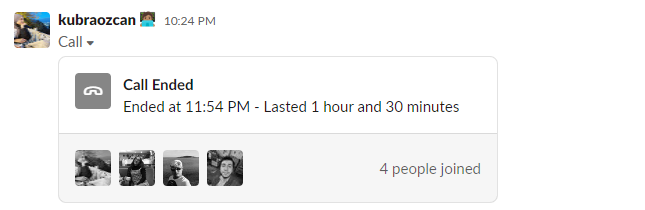 kubraozcan 10:24 PM
Call
Call Ended
Ended at 11:54 PM - Lasted 1 hour and 30 minutes
4 people joined